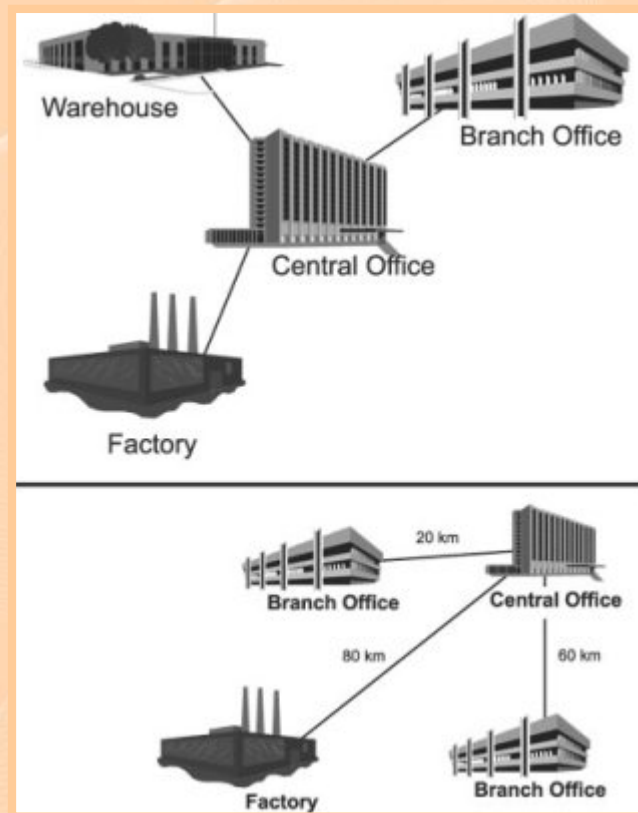 Warehouse
Branch Office
Central Office
Factory
20 km
Branch Office
Central Office
80 km
60 km
Branch Office
Factory